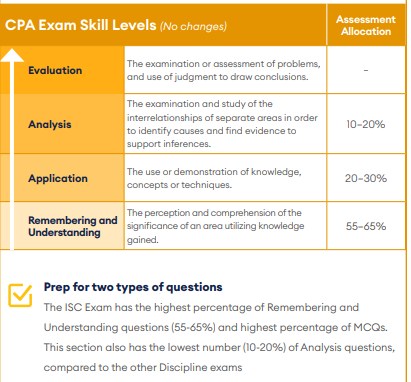 CPA Exam Skill Levels (No changes)
Assessment
Allocation
Evaluation
The examination or assessment of problems,
and use of judgment to draw conclusions.
–
Analysis
The examination and study of the
interrelationships of separate areas in order
to identify causes and find evidence to
support inferences.
10–20%
Application
The use or demonstration of knowledge,
concepts or techniques.
20–30%
Remembering and
Understanding
The perception and comprehension of the
significance of an area utilizing knowledge
gained.
55–65%
Prep for two types of questions
The ISC Exam has the highest percentage of Remembering and
Understanding questions (55-65%) and highest percentage of MCQs.
This section also has the lowest number (10-20%) of Analysis questions,
compared to the other Discipline exams